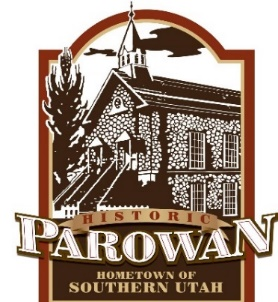 HISTORIC
PAROWAN
HOMETOWN OF
SOUTHERN UTAH